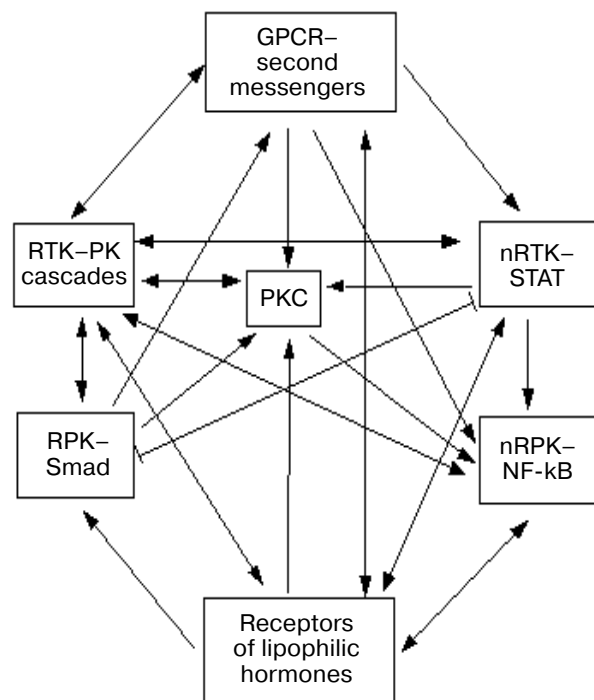 GPCR–
second
messengers
RTK–PK
cascades
nRTK–
STAT
PKC
RPK–
Smad
nRPK–
NF-kB
Receptors
of lipophilic
hormones